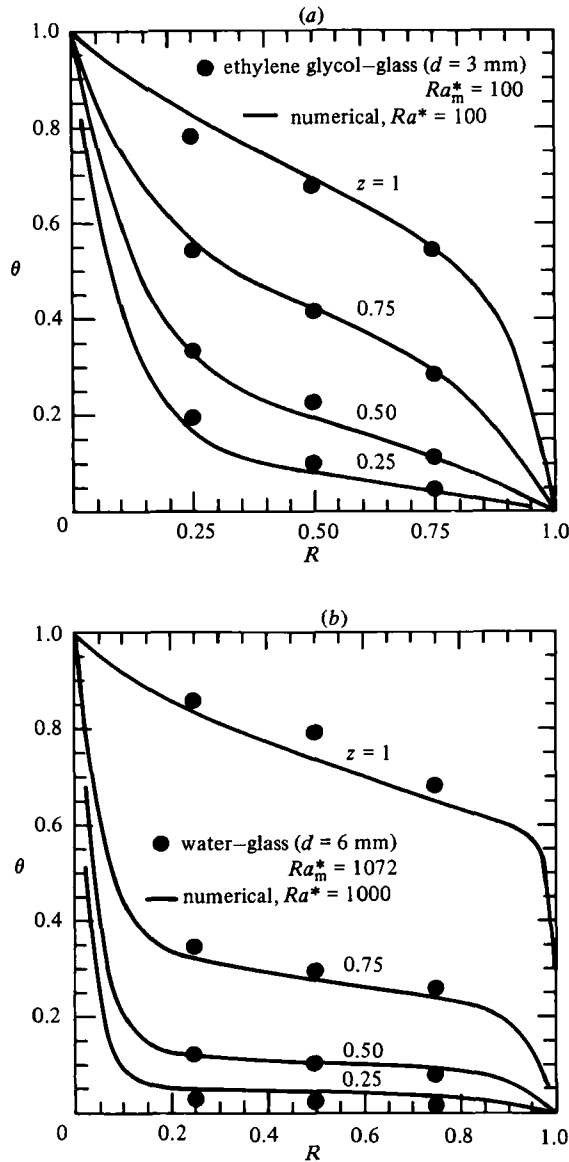 (a)
1.0
ethylene glycol–glass (d = 3 mm)
Ra*m = 100
numerical, Ra* = 100
0.8
z = 1
0.6
θ
0.75
0.4
0.50
0.2
0.25
0
0.25
0.50
0.75
1.0
R
(b)
1.0
0.8
z = 1
0.6
water–glass (d = 6 mm)
θ
Ra*m = 1072
numerical, Ra* = 1000
0.4
0.75
0.2
0.50
0.25
0
0.2
0.4
0.6
0.8
1.0
R